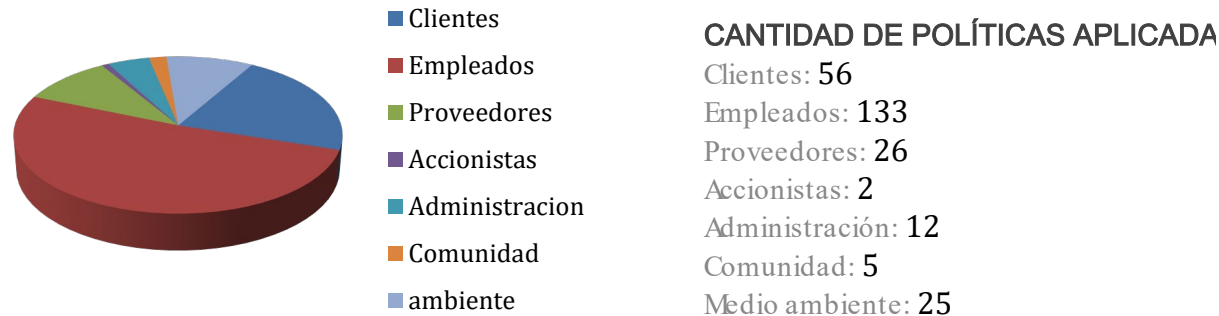 Clientes
Empleados
Proveedores
Accionistas
Administracion
Comunidad
ambiente
CANTIDAD DE POLÍTICAS APLICADA
Clientes: 56
Empleados: 133
Proveedores: 26
Accionistas: 2
Administración: 12
Comunidad: 5
Medio ambiente: 25